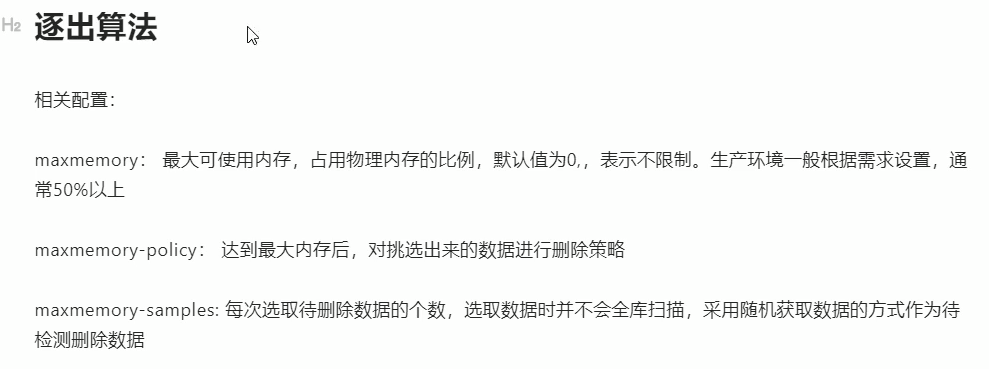 H2 逐出算法
相关配置：
maxmemory： 最大可使用内存，占用物理内存的比例，默认值为0,，表示不限制。生产环境一般根据需求设置，通
常50%以上
maxmemory-policy： 达到最大内存后，对挑选出来的数据进行删除策略
maxmemory-samples: 每次选取待删除数据的个数，选取数据时并不会全库扫描，采用随机获取数据的方式作为待
检测删除数据